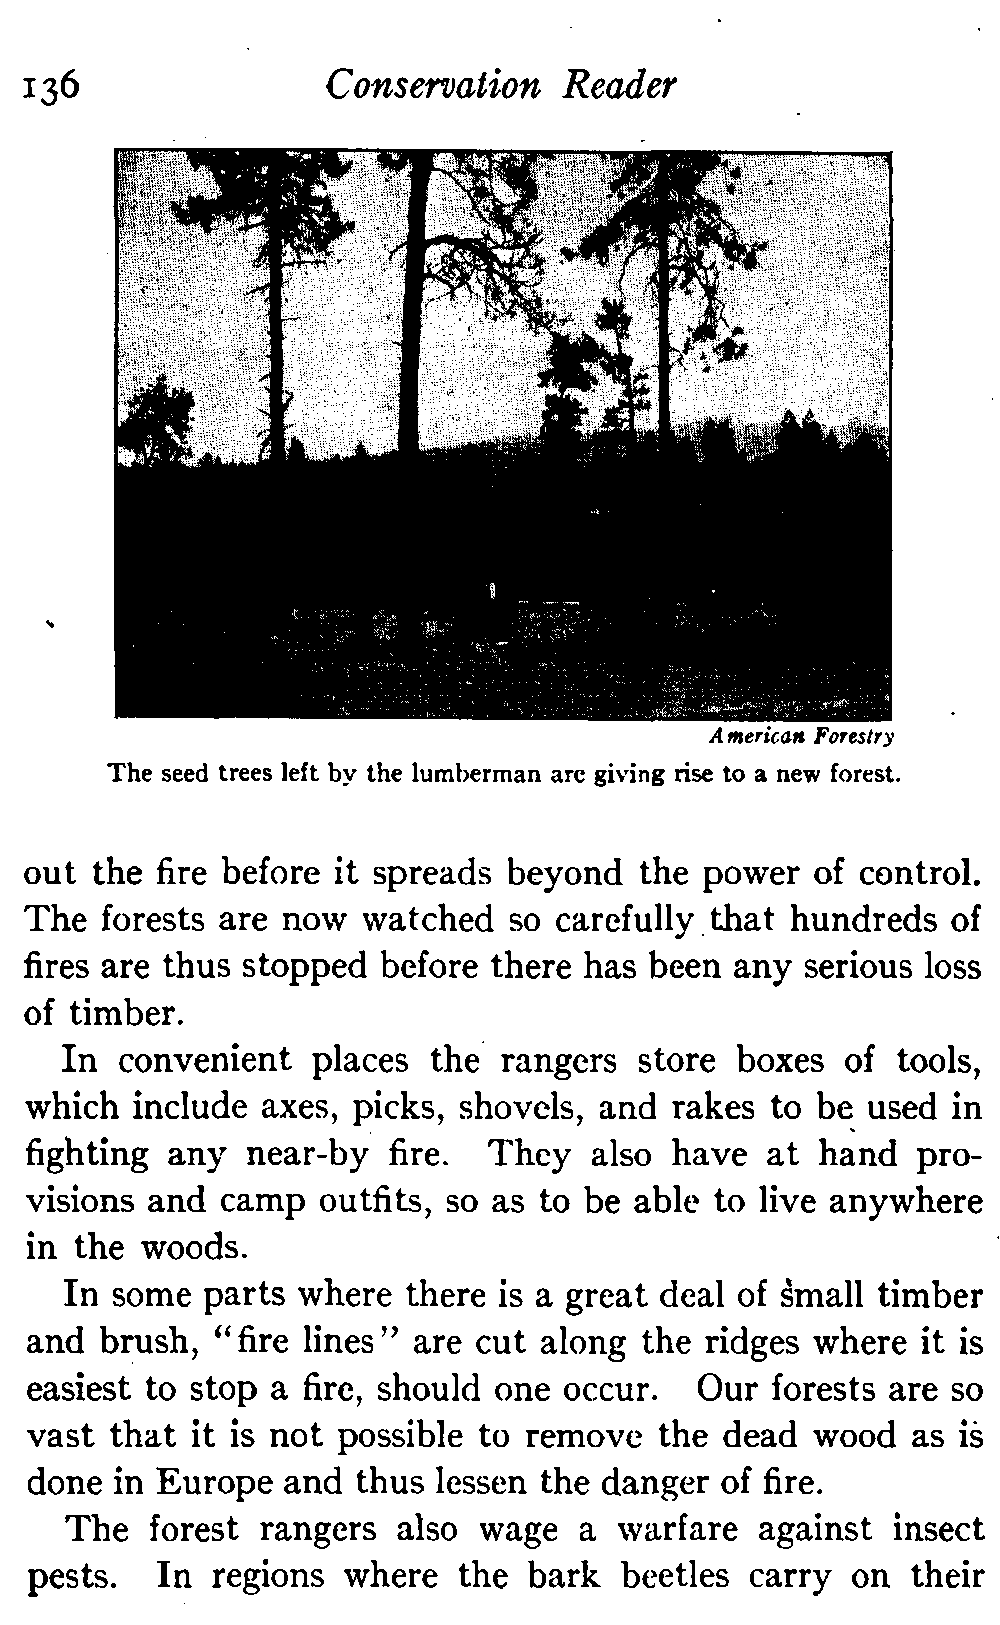 136 Conservation Reader
American Forestry
The seed trees left by the lumberman are giving rise to a new forest.
out the fire before it spreads beyond the power of control.
The forests are now watched so carefully that hundreds of
fires are thus stopped before there has been any serious loss
of timber.
In convenient places the rangers store boxes of tools,
which include axes, picks, shovels, and rakes to be used in
fighting any near-by fire. They also have at hand pro-
visions and camp outfits, so as to be able to live anywhere
in the woods.
In some parts where there is a great deal of small timber
and brush, "fire lines" are cut along the ridges where it is
easiest to stop a fire, should one occur. Our forests are so
vast that it is not possible to remove the dead wood as is
done in Europe and thus lessen the danger of fire.
The forest rangers also wage a warfare against insect
pests. In regions where the bark beetles carry on their